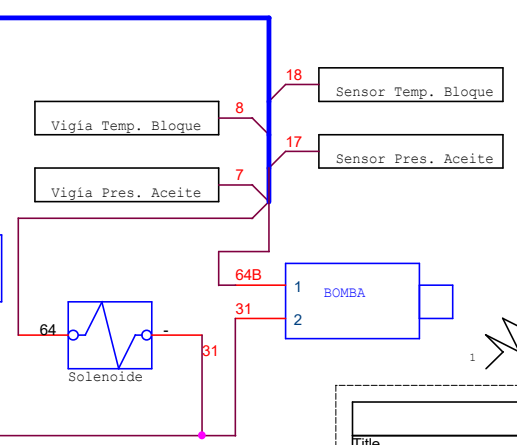 18
Sensor Temp. Bloque
8
Vigía Temp. Bloque
17
Sensor Pres. Aceite
7
Vigía Pres. Aceite
64B
1
BOMBA
31
2
64
-
31
1
Solenoide
Title